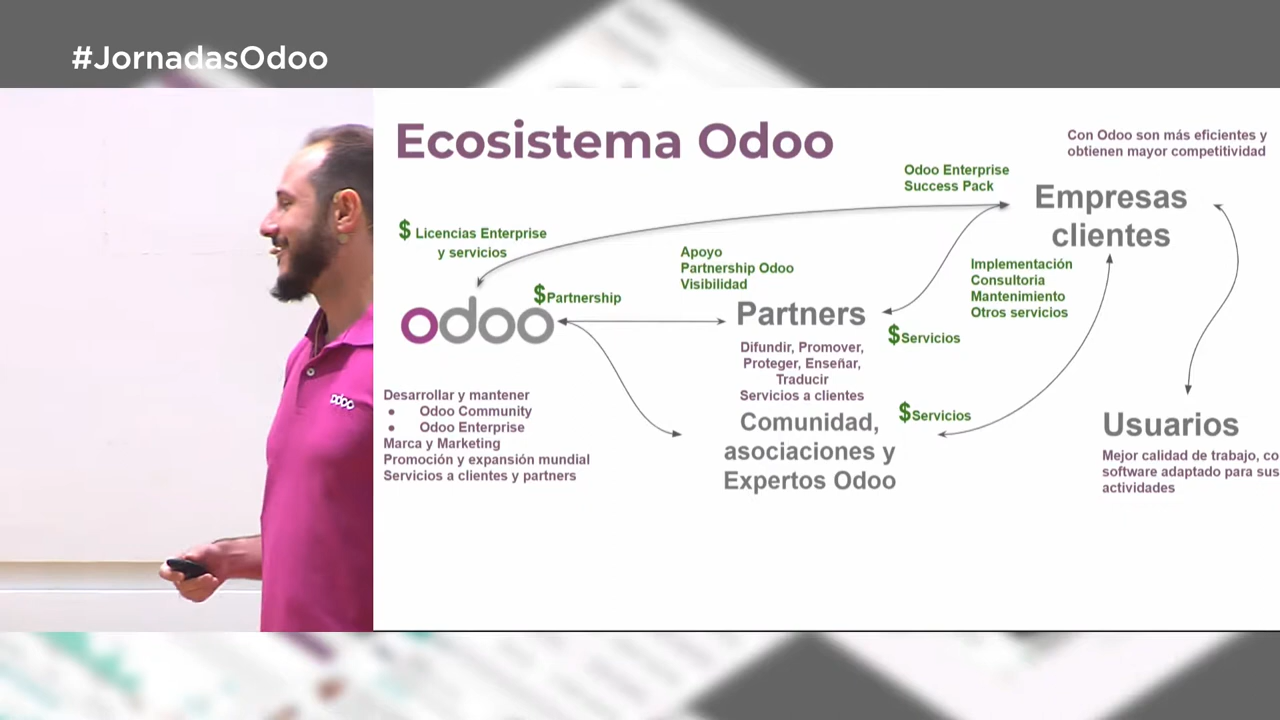 #JornadasOdoo
Ecosistema Odoo
Con Odoo son más eficientes y
obtienen mayor competitividad
Odoo Enterprise
Success Pack
Empresas
clientes
$ Licencias Enterprise
y servicios
Apoyo
Partnership Odoo
Visibilidad
Implementación
Consultoria
Mantenimiento
Otros servicios
$Partnership
odoo
Partners
$Servicios
Difundir, Promover,
Proteger, Enseñar,
Traducir
Servicios a clientes
Desarrollar y mantener
● Odoo Community
● Odoo Enterprise
Marca y Marketing
Promoción y expansión mundial
Servicios a clientes y partners
Comunidad,
asociaciones y
Expertos Odoo
$Servicios
Usuarios
Mejor calidad de trabajo, co
software adaptado para sus
actividades
odoo